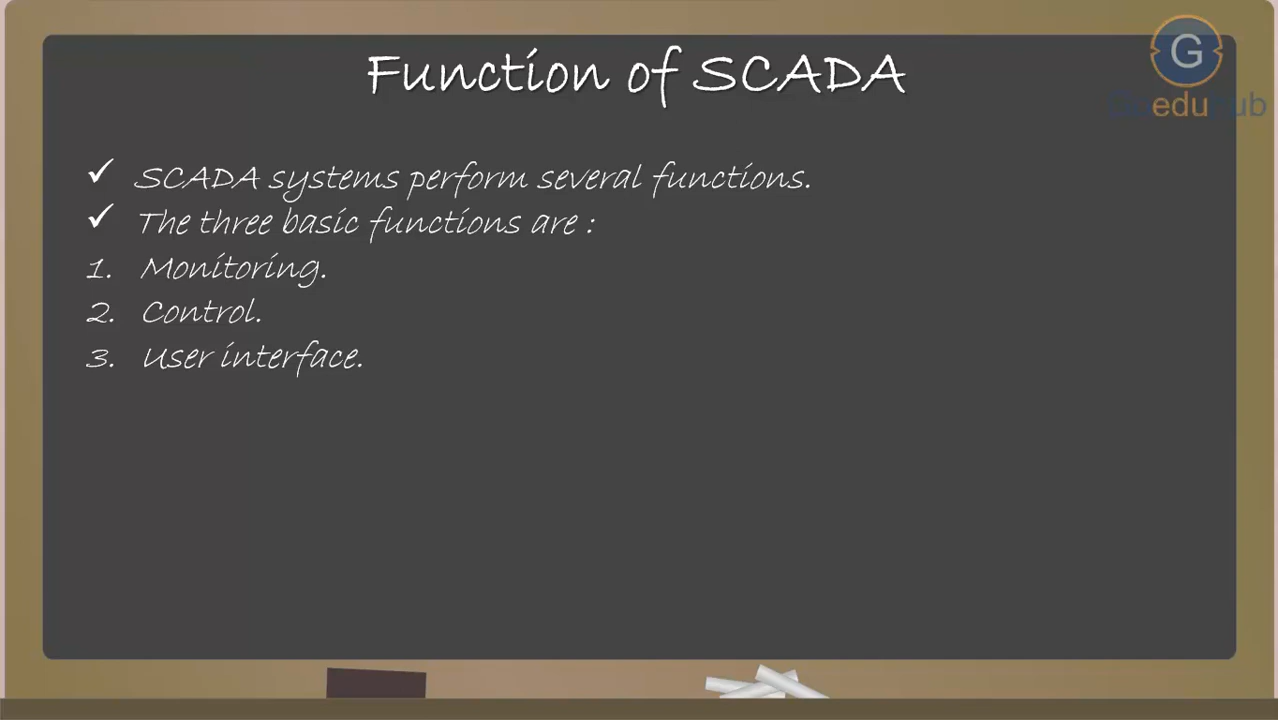 Function of SCADA
G
eduhub
✓ SCADA systems perform several functions.
✓ The three basic functions are :
1. Monitoring.
2. Control.
3. User interface.